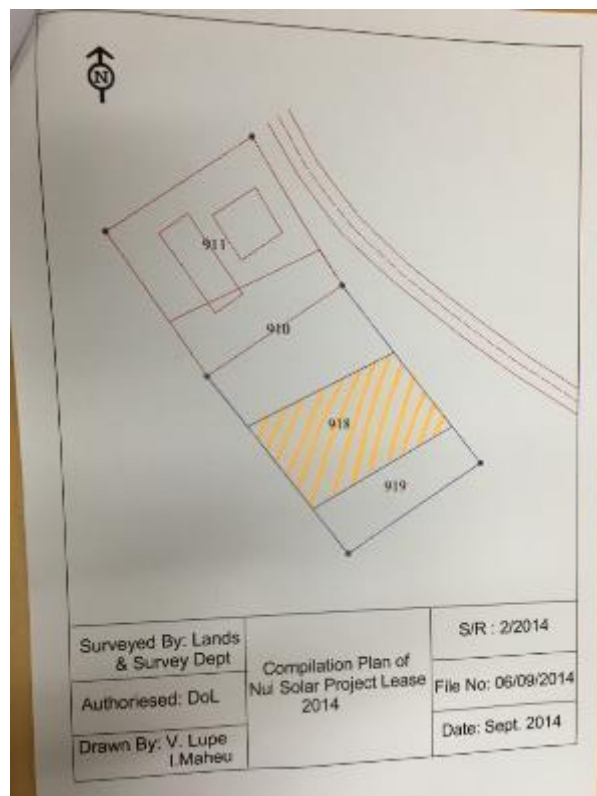 N
911
910
918
919
Surveyed By: Lands
& Survey Dept
Authoriesed: DoL
Drawn By: V. Lupe
I.Maheu
Compilation Plan of
Nui Solar Project Lease
2014
S/R : 2/2014
File No: 06/09/2014
Date: Sept. 2014